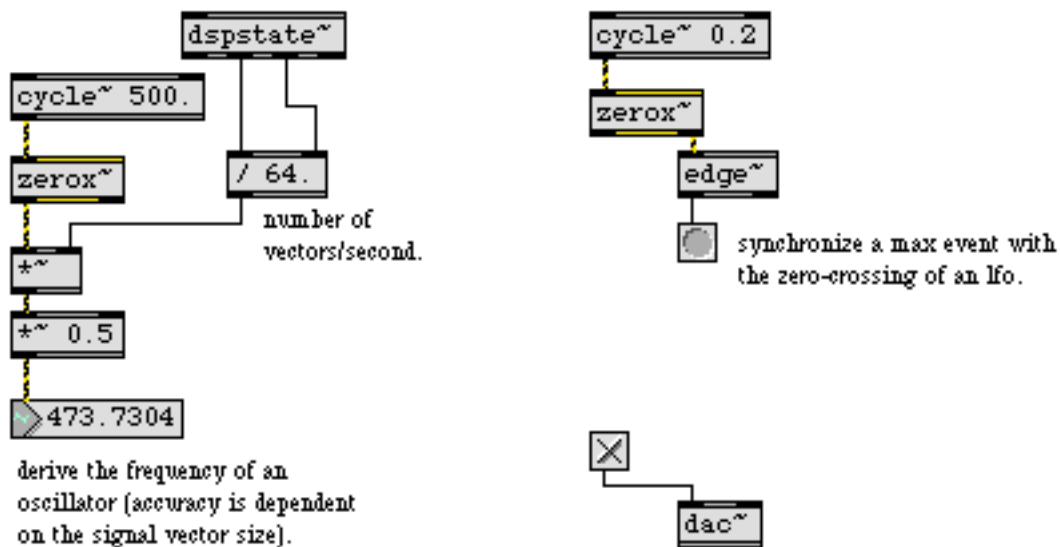 dspstate~
cycle~ 500.
zerox~
/ 64.
number of
vectors/second.
*~
*~ 0.5
473.7304
derive the frequency of an
oscillator (accuracy is dependent
on the signal vector size).
cycle~ 0.2
zerox~
edge~
synchronize a max event with
the zero-crossing of an lfo.
dac~